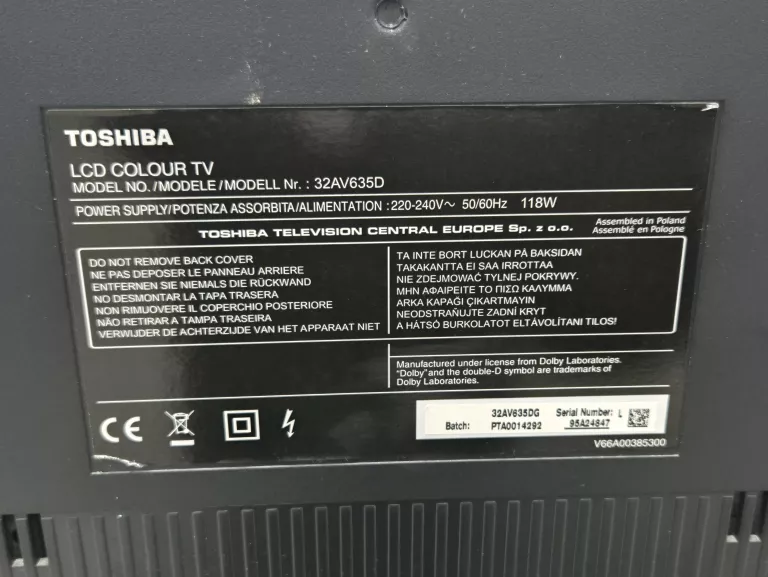 TOSHIBA
LCD COLOUR TV
MODEL NO./MODELE/MODELL Nr. : 32AV635D
POWER SUPPLY/POTENZA ASSORBITA/ALIMENTATION : 220-240V~ 50/60Hz 118W
TOSHIBA TELEVISION CENTRAL EUROPE Sp. z o.o.
Assembled in Poland
Assemblé en Pologne
DO NOT REMOVE BACK COVER
NE PAS DEPOSER LE PANNEAU ARRIERE
ENTFERNEN SIE NIEMALS DIE RÜCKWAND
NO DESMONTAR LA TAPA TRASERA
NON RIMUOVERE IL COPERCHIO POSTERIORE
NÃO RETIRAR A TAMPA TRASEIRA
VERWIJDER DE ACHTERZIJDE VAN HET APPARAAT NIET
TA INTE BORT LUCKAN PÅ BAKSIDAN
TAKAKANTTA EI SAA IRROTTAA
NIE ZDEJMOWAĆ TYLNEJ POKRYWY.
ΜΗΝ ΑΦΑΙΡΕΙΤΕ ΤΟ ΠΙΣΩ ΚΑΛΥΜΜΑ
ARKA KAPAĞI ÇIKARTMAYIN
NEODSTRAŇUJTE ZADNÍ KRYT
A HÁTSÓ BURKOLATOT ELTÁVOLÍTANI TILOS!
Manufactured under license from Dolby Laboratories.
"Dolby" and the double-D symbol are trademarks of
Dolby Laboratories.
CE
32AV635DG Serial Number: L
Batch: PTA0014292 95A24847
V66A00385300